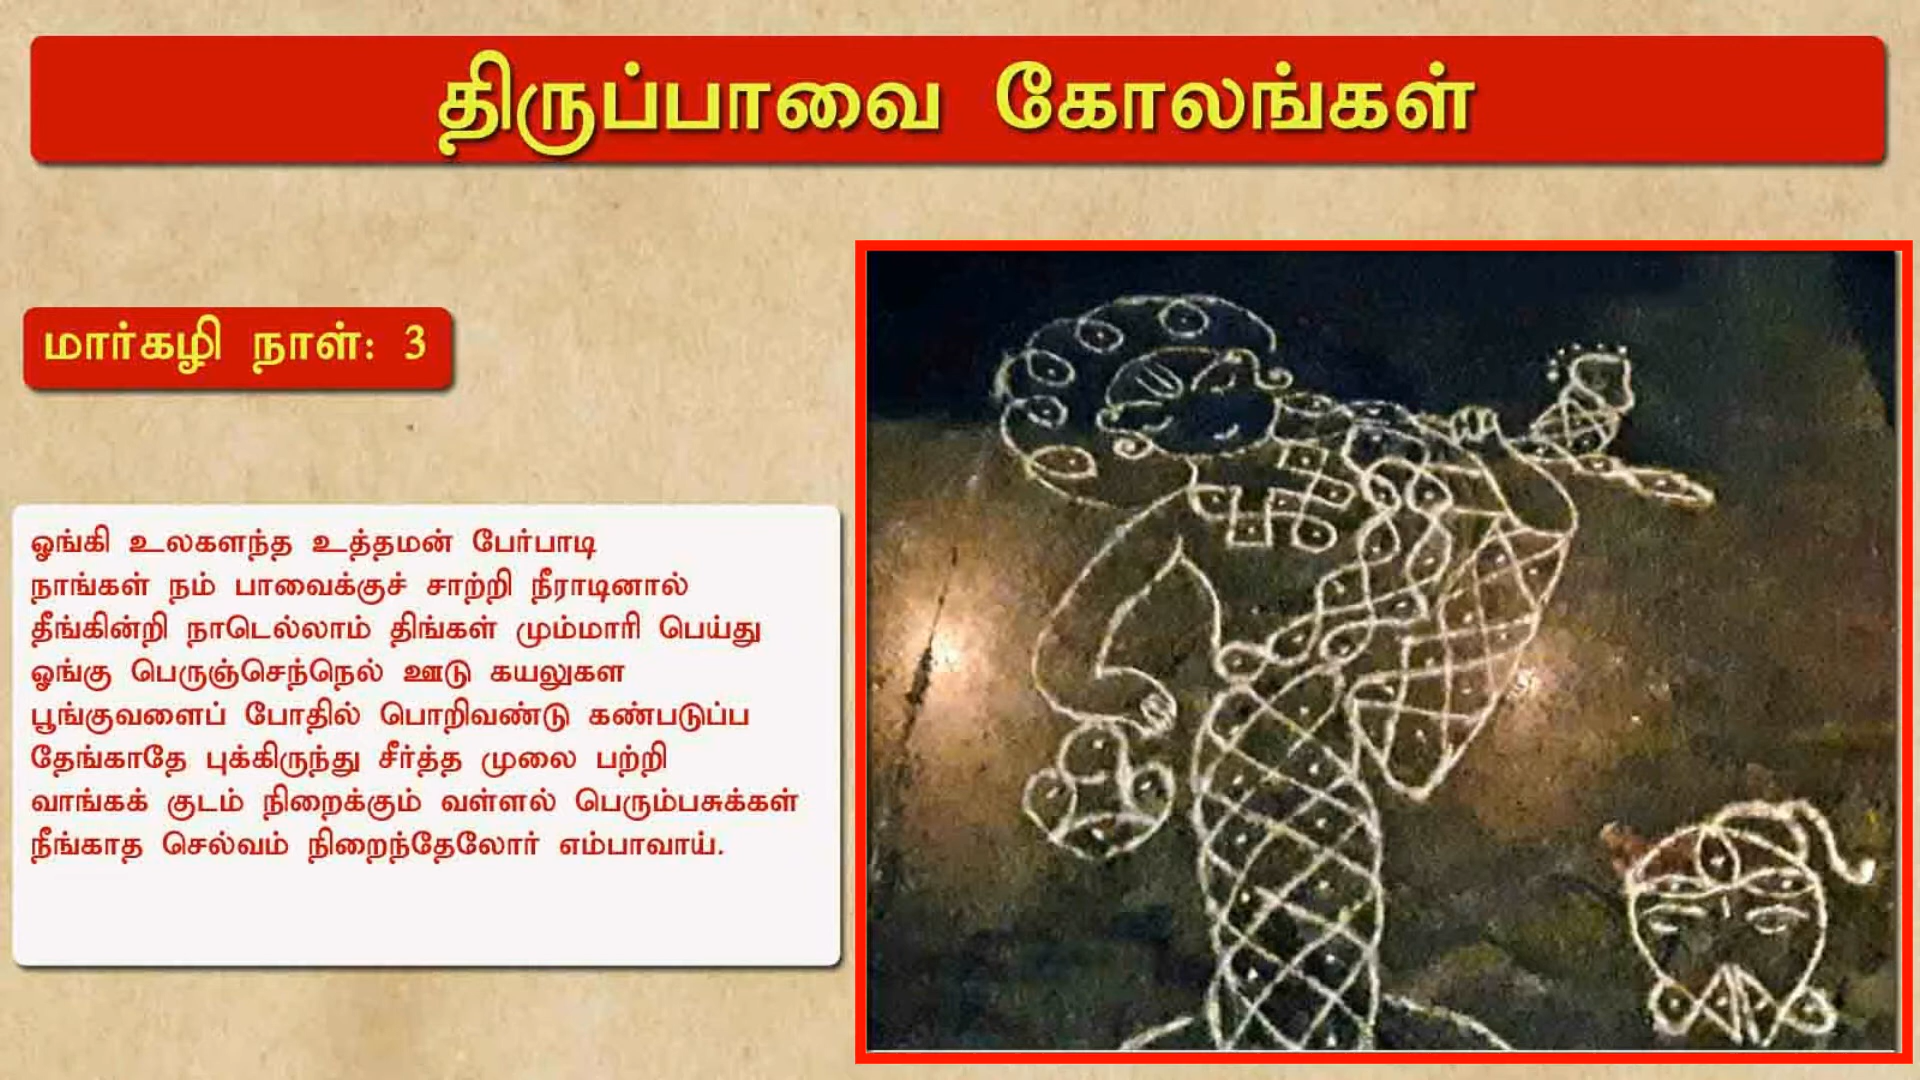 திருப்பாவை கோலங்கள்
மார்கழி நாள்: 3
ஓங்கி உலகளந்த உத்தமன் பேர்பாடி
நாங்கள் நம் பாவைக்குச் சாற்றி நீராடினால்
தீங்கின்றி நாடெல்லாம் திங்கள் மும்மாரி பெய்து
ஓங்கு பெருஞ்செந்நெல் ஊடு கயலுகள
பூங்குவளைப் போதில் பொறிவண்டு கண்படுப்ப
தேங்காதே புக்கிருந்து சீர்த்த முலை பற்றி
வாங்கக் குடம் நிறைக்கும் வள்ளல் பெரும்பசுக்கள்
நீங்காத செல்வம் நிறைந்தேலோர் எம்பாவாய்.